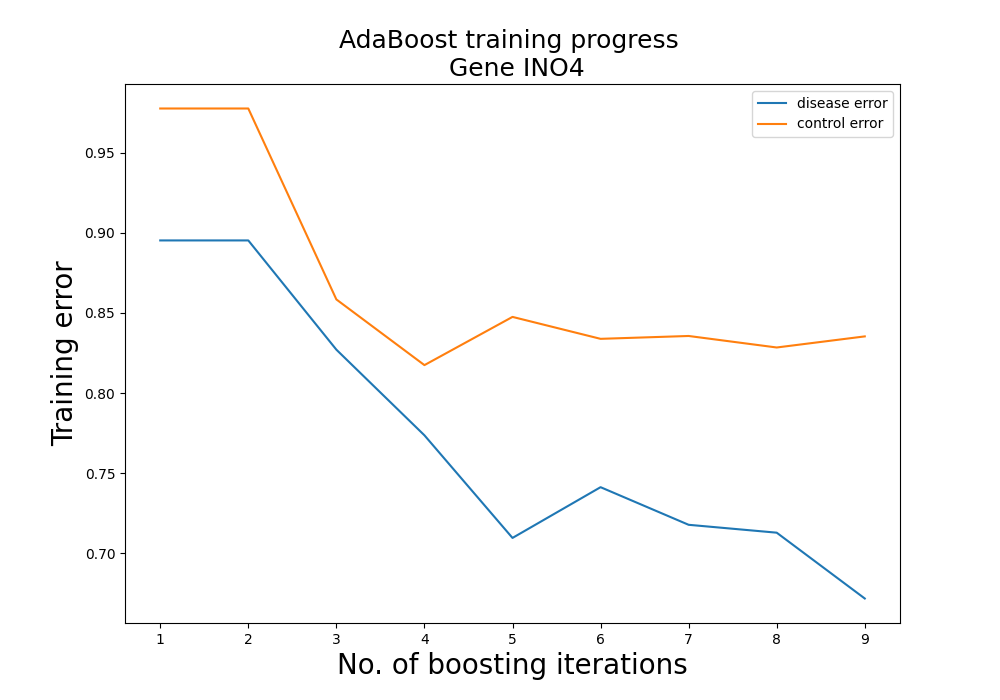 AdaBoost training progress
Gene INO4
disease error
control error
Training error
0.95
0.90
0.85
0.80
0.75
0.70
1 2 3 4 5 6 7 8 9
No. of boosting iterations